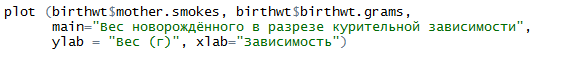 plot (birthwt$mother.smokes, birthwt$birthwt.grams,
main="Вес новорождённого в разрезе курительной зависимости",
ylab = "Вес (г)", xlab="Зависимость")